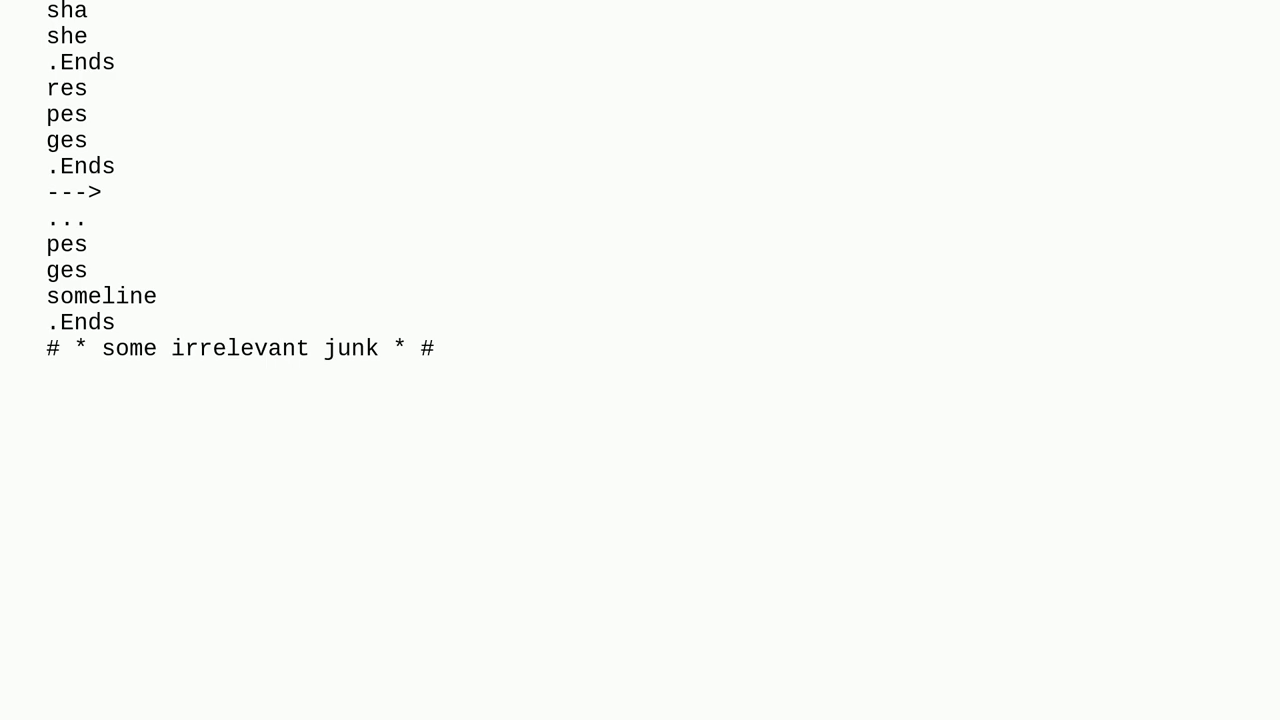 sha
she
.Ends
res
pes
ges
.Ends
--->
...
pes
ges
someline
.Ends
# * some irrelevant junk * #